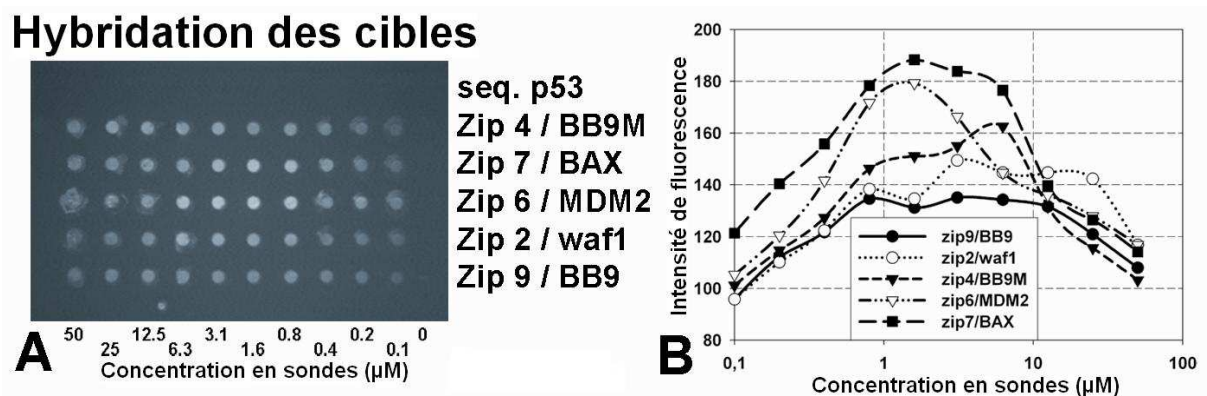 Hybridation des cibles
seq. p53
Zip 4 / BB9M
Zip 7 / BAX
Zip 6 / MDM2
Zip 2 / waf1
Zip 9 / BB9
50 25 12.5 6.3 3.1 1.6 0.8 0.4 0.2 0.1 0
Concentration en sondes (µM)
A
200
180
160
140
120
100
80
Intensité de fluorescence
zip9/BB9
zip2/waf1
zip4/BB9M
zip6/MDM2
zip7/BAX
0,1 1 10 100
Concentration en sondes (µM)
B